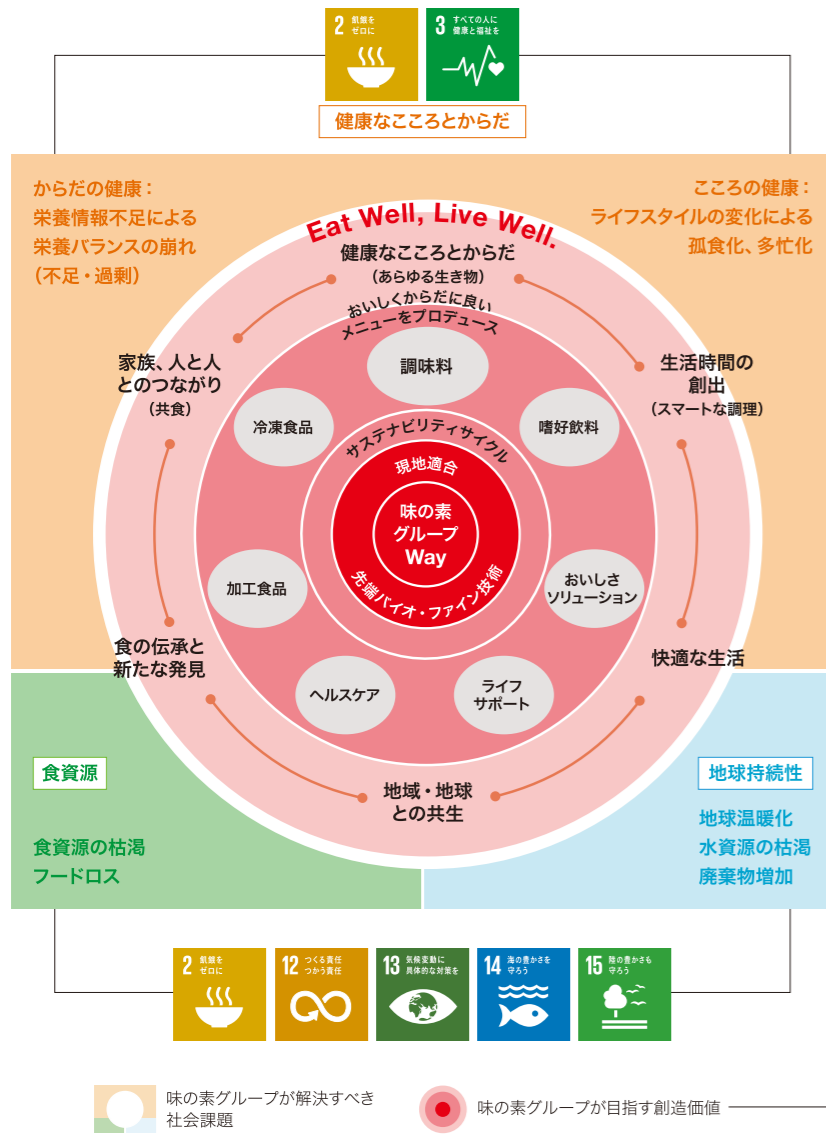 2 飢餓を
ゼロに
3 すべての人に
健康と福祉を
健康なこころとからだ
からだの健康：
栄養情報不足による
栄養バランスの崩れ
（不足・過剰）
こころの健康：
ライフスタイルの変化による
孤食化、多忙化
Eat Well, Live Well.
健康なこころとからだ
（あらゆる生き物）
おいしくからだに良い
メニューをプロデュース
家族、人と人
とのつながり
（共食）
生活時間の
創出
（スマートな調理）
調味料
冷凍食品
嗜好飲料
サステナビリティサイクル
現地適合
味の素
グループ
Way
先端バイオ・ファイン技術
加工食品
おいしさ
ソリューション
食の伝承と
新たな発見
快適な生活
ヘルスケア
ライフ
サポート
地域・地球
との共生
食資源
食資源の枯渇
フードロス
地球持続性
地球温暖化
水資源の枯渇
廃棄物増加
2 飢餓を
ゼロに
12 つくる責任
つかう責任
13 気候変動に
具体的な対策を
14 海の豊かさを
守ろう
15 陸の豊かさも
守ろう
味の素グループが解決すべき
社会課題
味の素グループが目指す創造価値